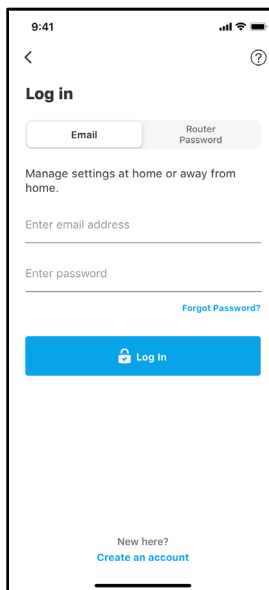 9:41
Log in
Email
Router
Password
Manage settings at home or away from
home.
Enter email address
Enter password
Forgot Password?
Log In
New here?
Create an account